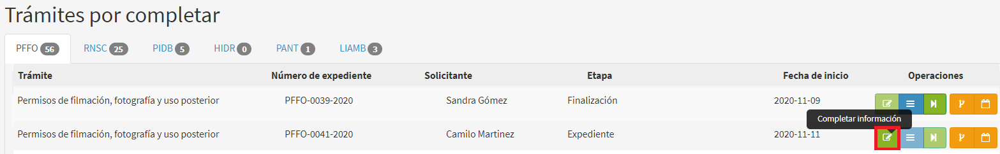 Trámites por completar
PFFO 56 RNSC 25 PIDB 5 HIDR 0 PANT 1 LIAMB 3
Trámite Número de expediente Solicitante Etapa Fecha de inicio Operaciones
Permisos de filmación, fotografía y uso posterior PFFO-0039-2020 Sandra Gómez Finalización 2020-11-09
Completar información
Permisos de filmación, fotografía y uso posterior PFFO-0041-2020 Camilo Martinez Expediente 2020-11-11